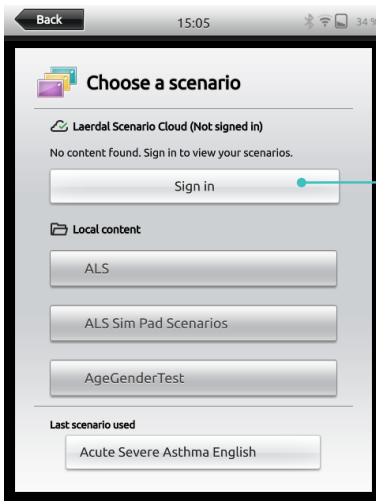 Back
15:05
34 %
Choose a scenario
Laerdal Scenario Cloud (Not signed in)
No content found. Sign in to view your scenarios.
Sign in
Local content
ALS
ALS Sim Pad Scenarios
AgeGenderTest
Last scenario used
Acute Severe Asthma English